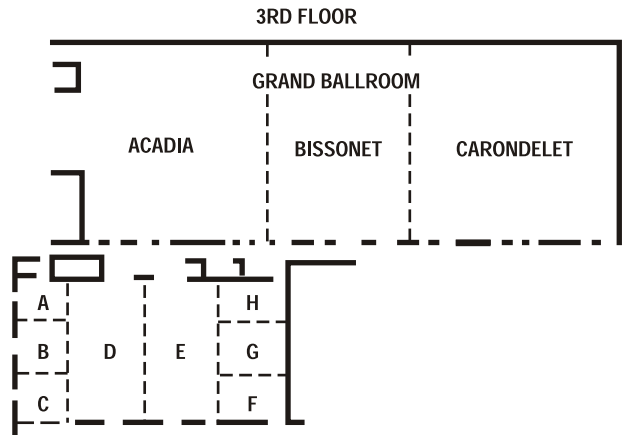 3RD FLOOR
GRAND BALLROOM
ACADIA BISSONET CARONDELET
A H
B D E G
C F